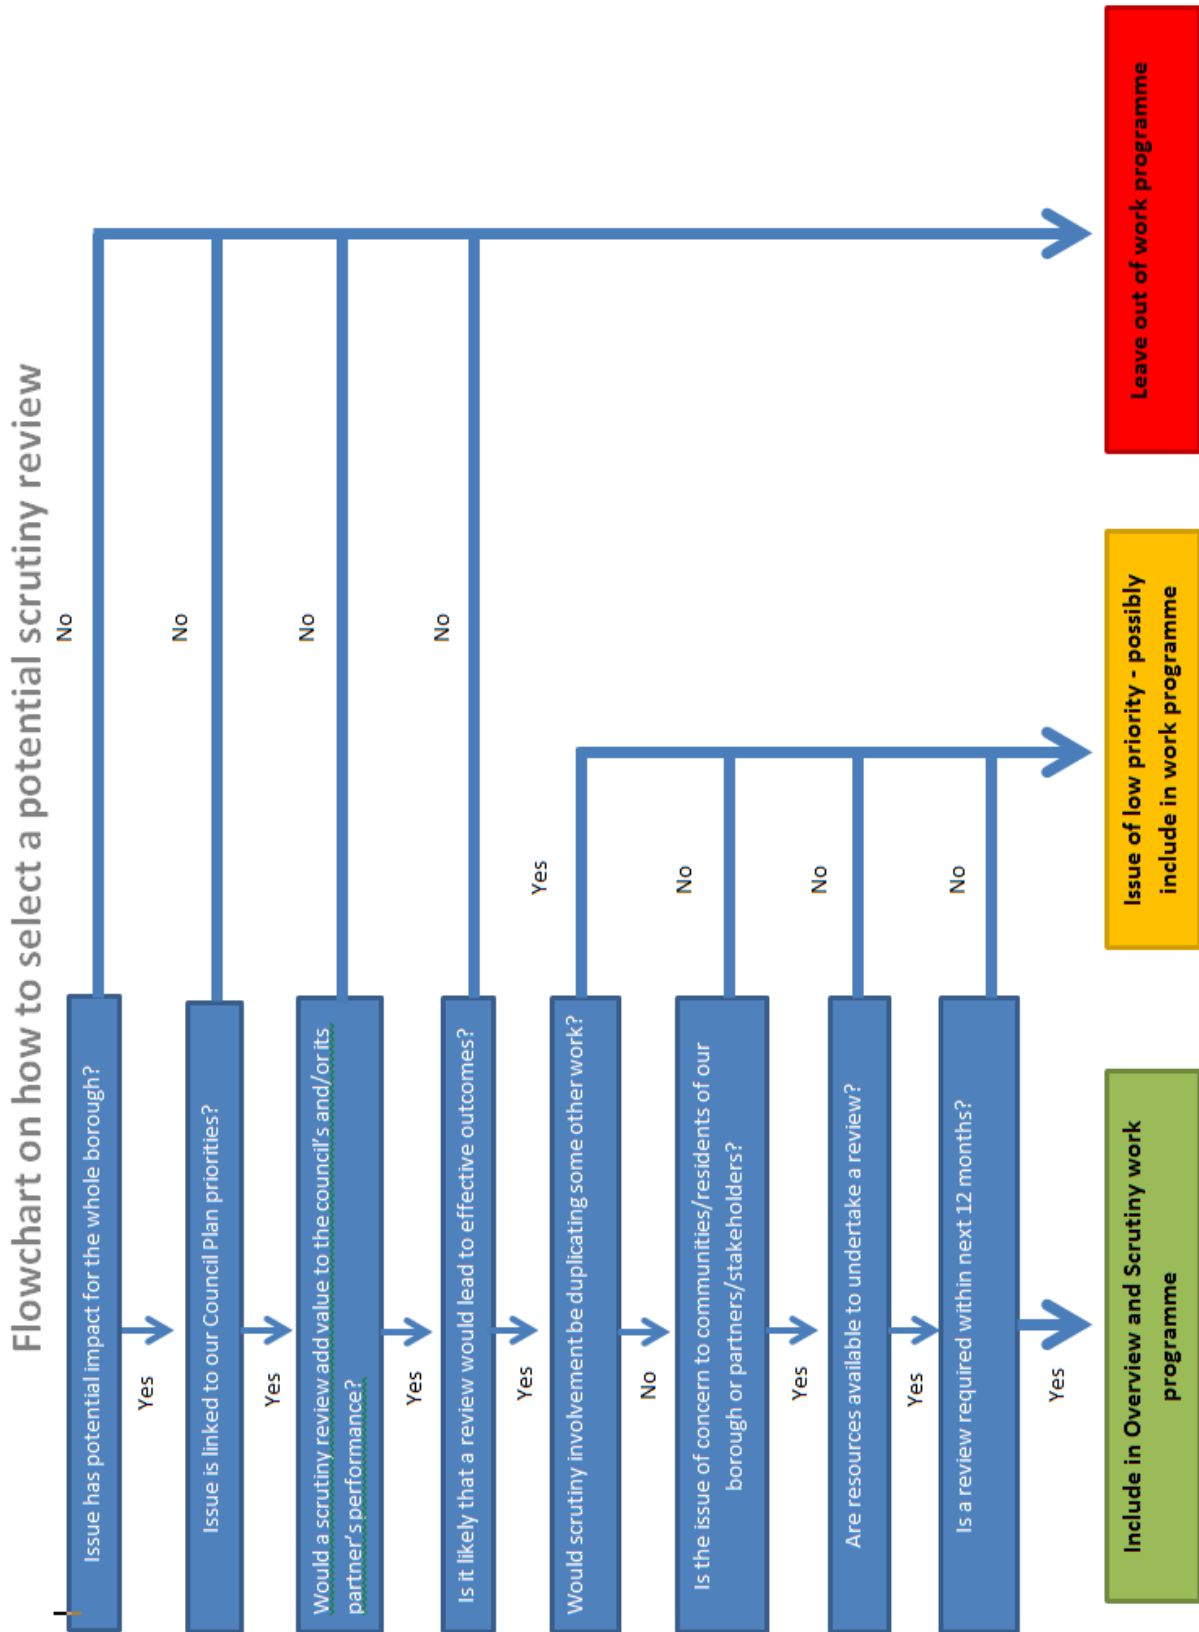 Flowchart on how to select a potential scrutiny review
Issue has potential impact for the whole borough?
No
Yes
Issue is linked to our Council Plan priorities?
No
Yes
Would a scrutiny review add value to the council's and/or its
partner's performance?
No
Yes
Is it likely that a review would lead to effective outcomes?
No
Yes
Would scrutiny involvement be duplicating some other work?
Yes
No
Is the issue of concern to communities/residents of our
borough or partners/stakeholders?
No
Yes
Are resources available to undertake a review?
No
Yes
Is a review required within next 12 months?
No
Yes
Include in Overview and Scrutiny work
programme
Issue of low priority - possibly
include in work programme
Leave out of work programme